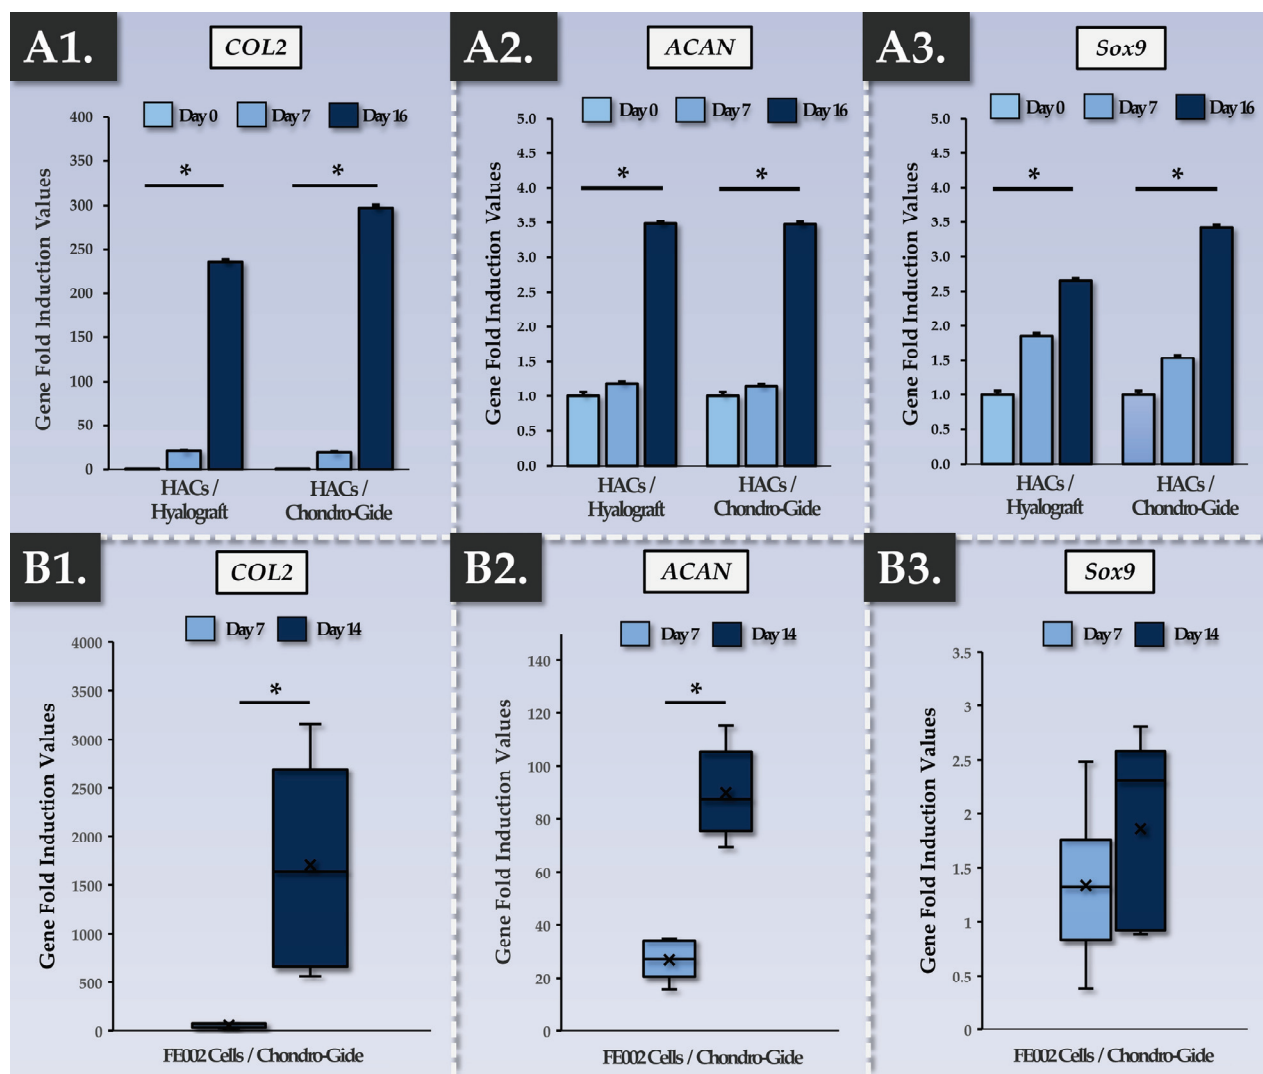 A1.
COL2
Day 0 Day 7 Day 16
Gene Fold Induction Values
400
350
300
250
200
150
100
50
0
*
*
HACs /
Hyalograft
HACs /
Chondro-Gide
A2.
ACAN
Day 0 Day 7 Day 16
Gene Fold Induction Values
5.0
4.5
4.0
3.5
3.0
2.5
2.0
1.5
1.0
0.5
0.0
*
*
HACs /
Hyalograft
HACs /
Chondro-Gide
A3.
Sox9
Day 0 Day 7 Day 16
Gene Fold Induction Values
5.0
4.5
4.0
3.5
3.0
2.5
2.0
1.5
1.0
0.5
0.0
*
*
HACs /
Hyalograft
HACs /
Chondro-Gide
B1.
COL2
Day 7 Day 14
Gene Fold Induction Values
4000
3500
3000
2500
2000
1500
1000
500
0
*
FE002 Cells / Chondro-Gide
B2.
ACAN
Day 7 Day 14
Gene Fold Induction Values
140
120
100
80
60
40
20
0
*
FE002 Cells / Chondro-Gide
B3.
Sox9
Day 7 Day 14
Gene Fold Induction Values
3.5
3
2.5
2
1.5
1
0.5
0
FE002 Cells / Chondro-Gide